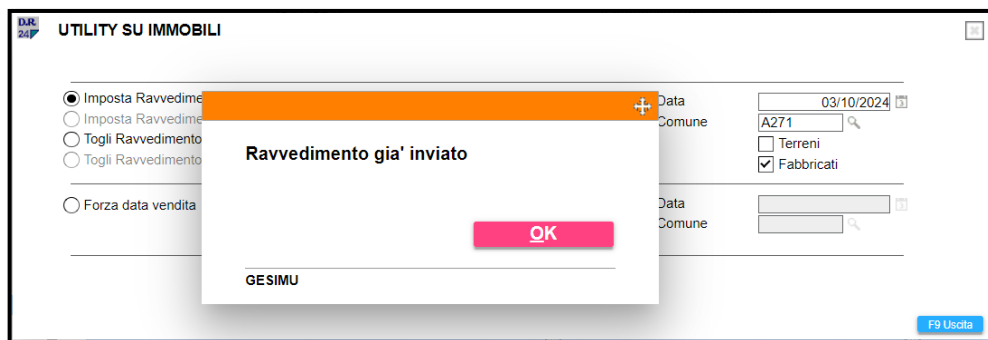 D.R.
24
UTILITY SU IMMOBILI
Imposta Ravvedime
Data
03/10/2024
Imposta Ravvedime
Comune
A271
Togli Ravvedimento
Terreni
Togli Ravvedimento
Fabbricati
Ravvedimento già' inviato
Forza data vendita
Data
Comune
OK
GESIMU
F9 Uscita